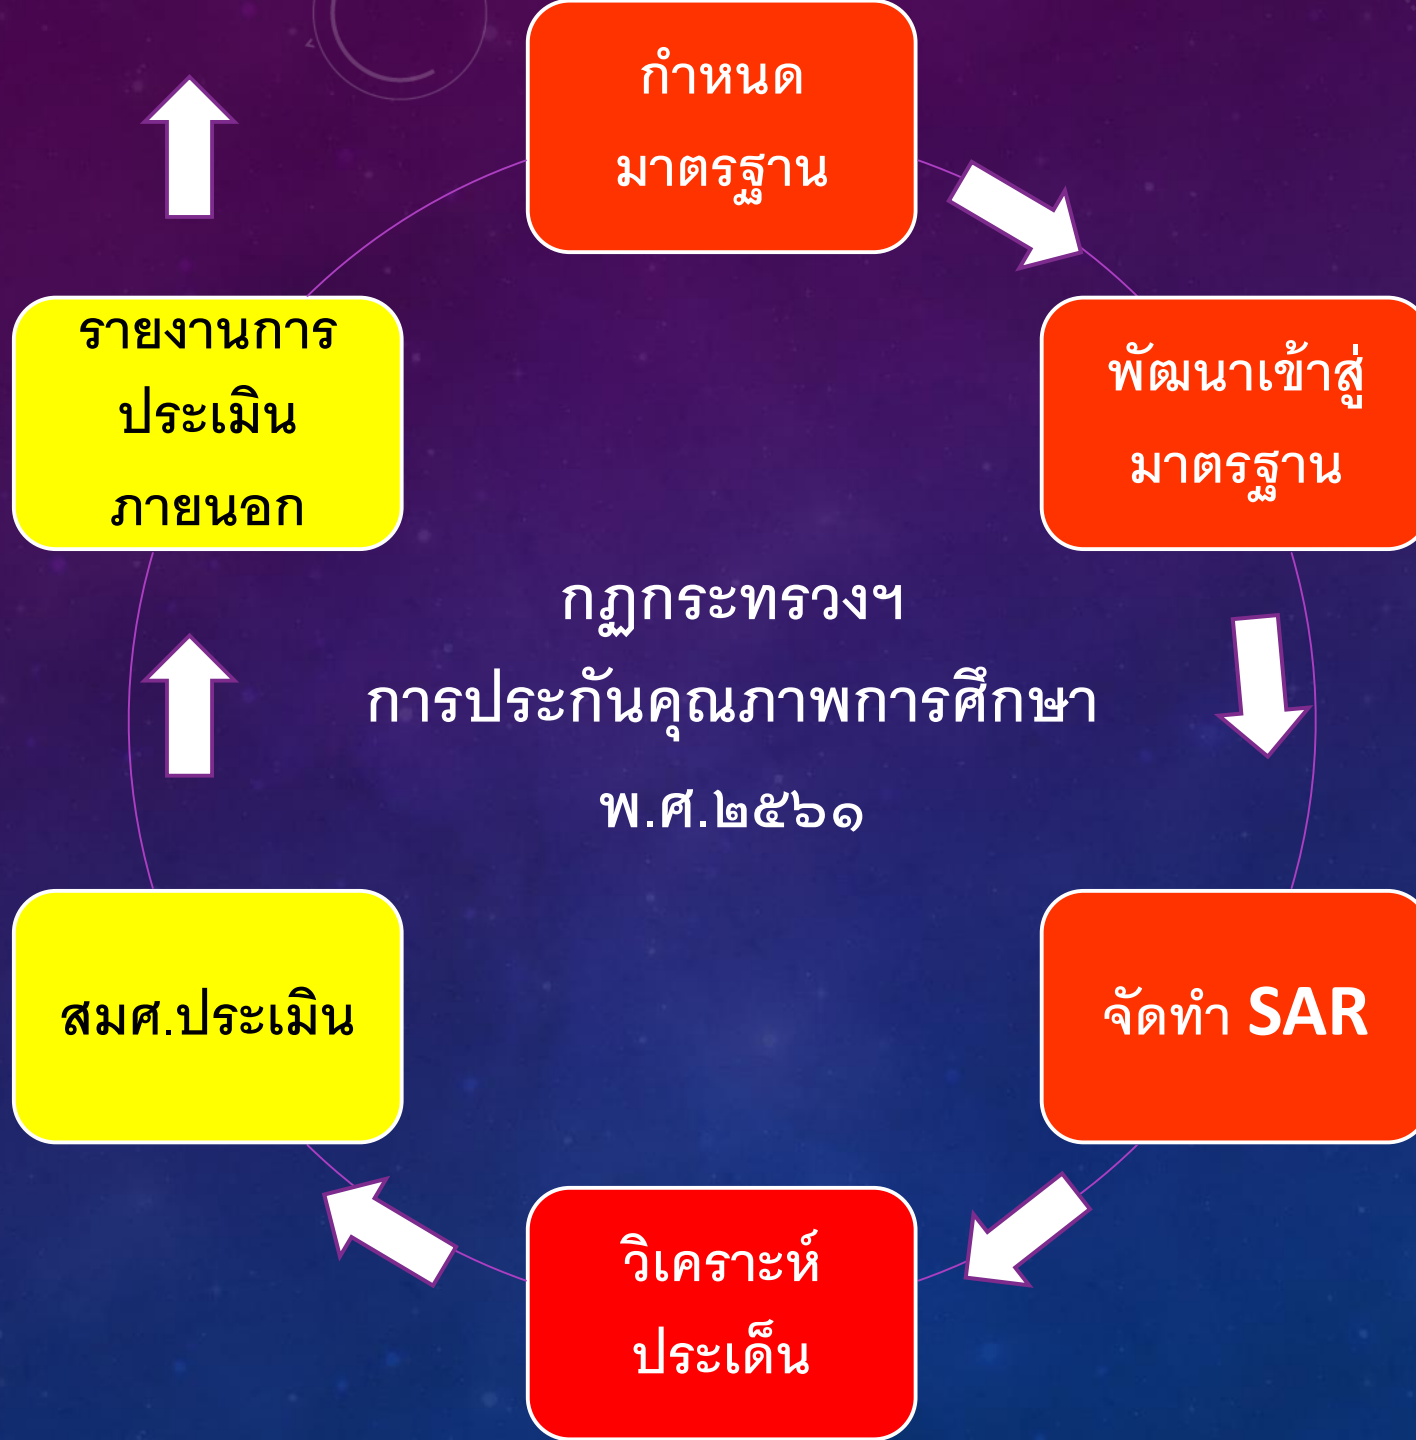 กำหนด
มาตรฐาน
พัฒนาเข้าสู่
มาตรฐาน
จัดทำ SAR
วิเคราะห์
ประเด็น
สมศ.ประเมิน
รายงานการ
ประเมิน
ภายนอก
กฏกระทรวงฯ
การประกันคุณภาพการศึกษา
พ.ศ.๒๕๖๑